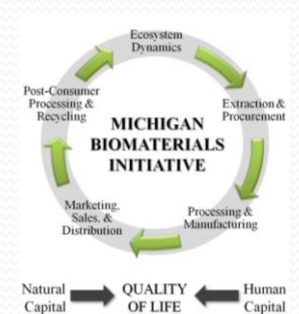 Ecosystem
Dynamics
Post-Consumer
Processing &
Recycling
Extraction &
Procurement
MICHIGAN
BIOMATERIALS
INITIATIVE
Marketing,
Sales, &
Distribution
Processing &
Manufacturing
Natural
Capital
QUALITY
OF LIFE
Human
Capital